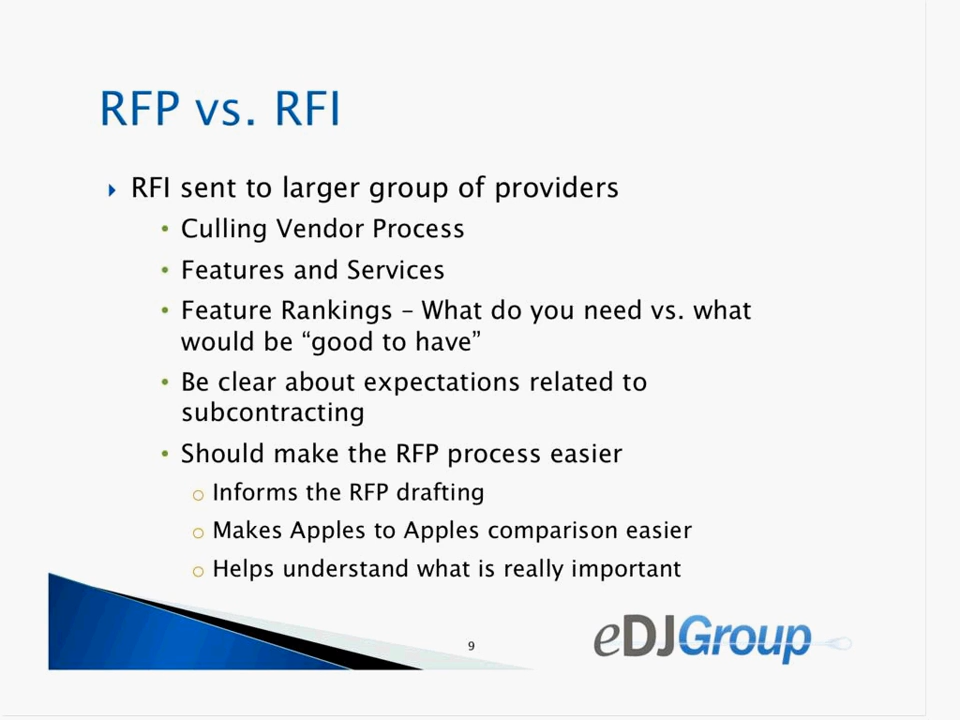 RFP vs. RFI
RFI sent to larger group of providers
• Culling Vendor Process
• Features and Services
• Feature Rankings – What do you need vs. what
would be “good to have”
• Be clear about expectations related to
subcontracting
• Should make the RFP process easier
o Informs the RFP drafting
o Makes Apples to Apples comparison easier
o Helps understand what is really important
9
eDJGroup